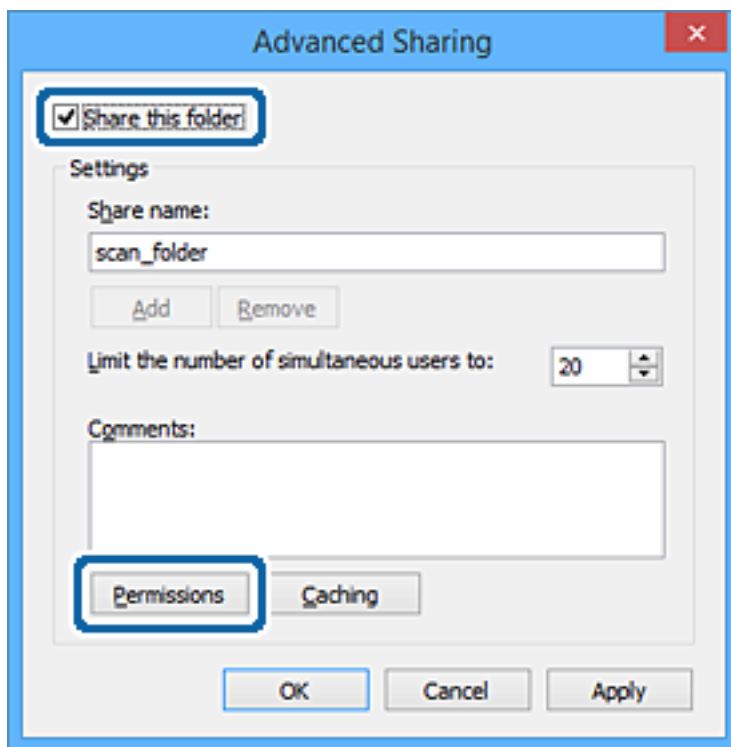 Advanced Sharing
Share this folder
Settings
Share name:
scan_folder
Add Remove
Limit the number of simultaneous users to: 20
Comments:
Permissions Caching
OK Cancel Apply